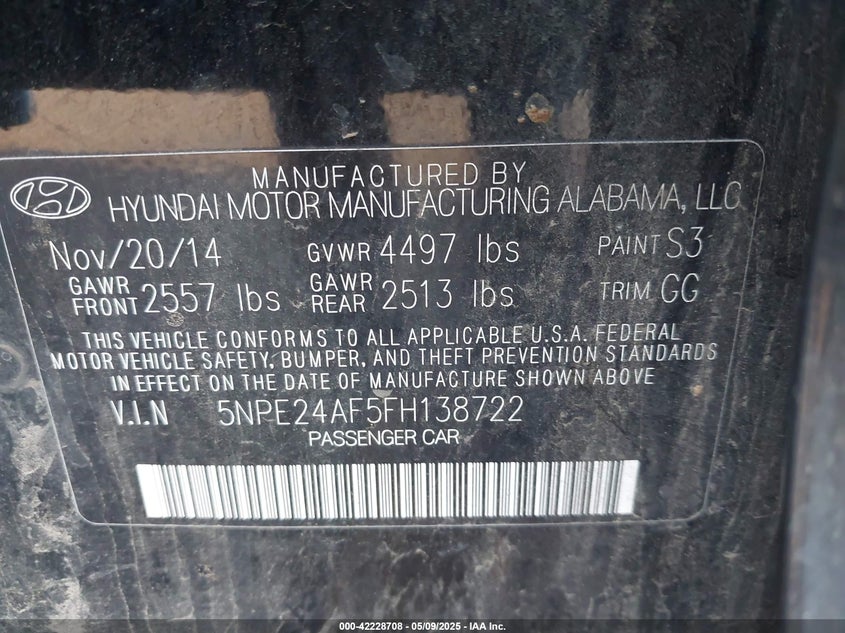 MANUFACTURED BY
HYUNDAI MOTOR MANUFACTURING ALABAMA, LLC
Nov/20/14 GVWR 4497 lbs PAINT S3
GAWR FRONT 2557 lbs GAWR REAR 2513 lbs TRIM GG
THIS VEHICLE CONFORMS TO ALL APPLICABLE U.S.A. FEDERAL
MOTOR VEHICLE SAFETY, BUMPER, AND THEFT PREVENTION STANDARDS
IN EFFECT ON THE DATE OF MANUFACTURE SHOWN ABOVE
V.I.N 5NPE24AF5FH138722
PASSENGER CAR
000-42228708 - 05/09/2025 - IAA Inc.